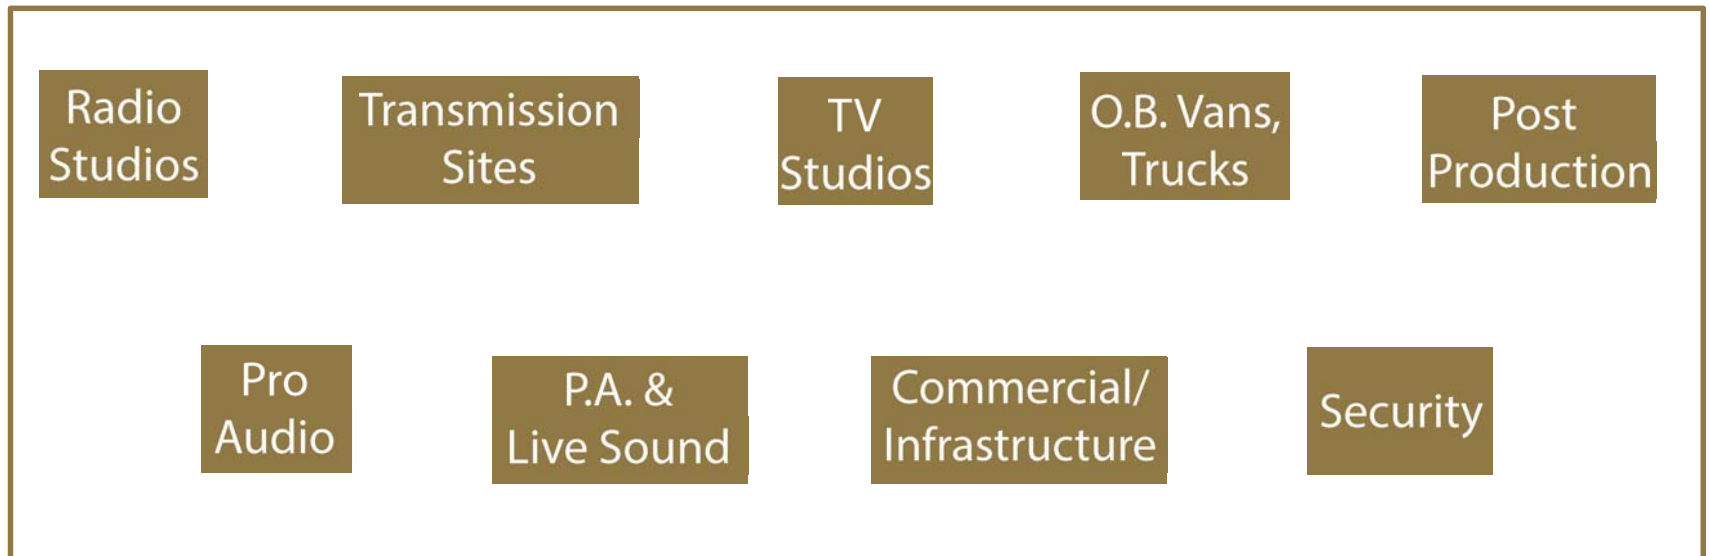 Radio
Studios
Transmission
Sites
TV
Studios
O.B. Vans,
Trucks
Post
Production
Pro
Audio
P.A. &
Live Sound
Commercial/
Infrastructure
Security